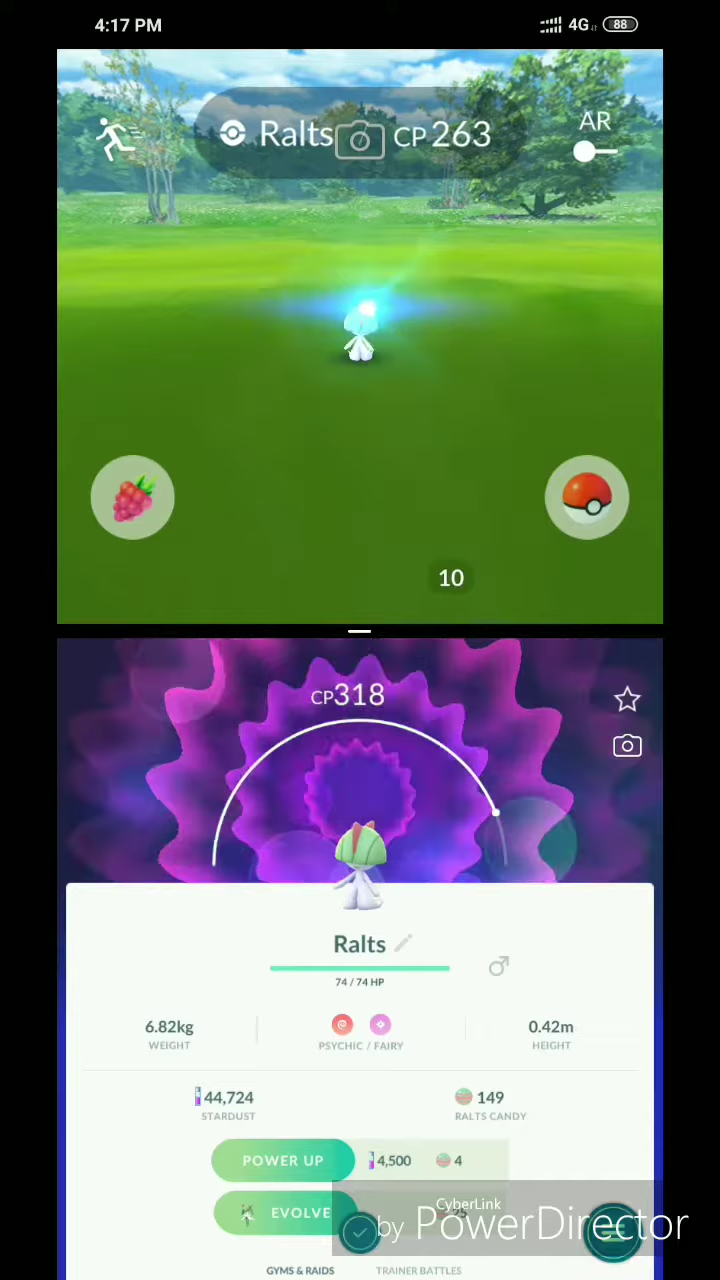 4:17 PM
4G 88
Ralts CP 263
AR
10
CP318
Ralts
74 / 74 HP
6.82kg
WEIGHT
PSYCHIC / FAIRY
0.42m
HEIGHT
44,724
STARDUST
149
RALTS CANDY
POWER UP 4,500 4
EVOLVE
CyberLink
by PowerDirector
GYMS & RAIDS TRAINER BATTLES